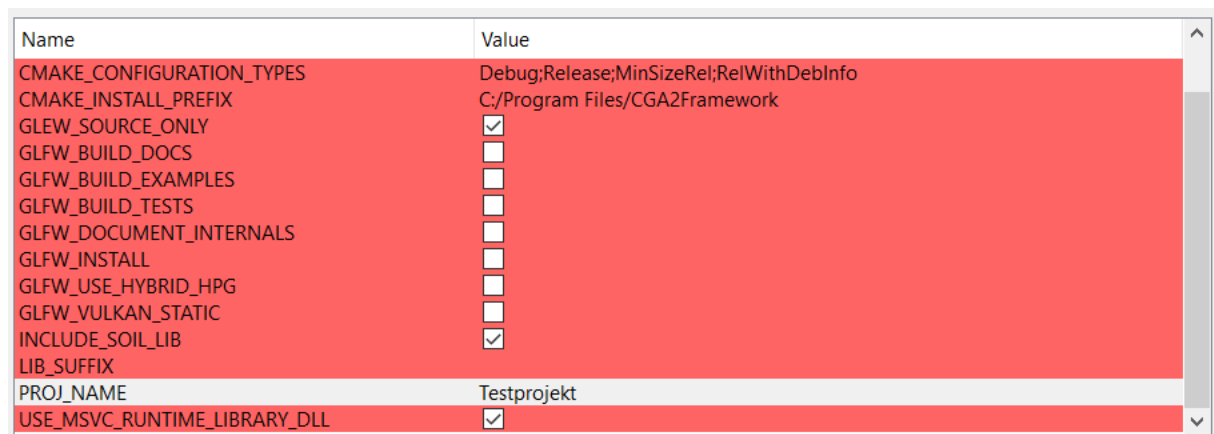 Name Value
CMAKE_CONFIGURATION_TYPES Debug;Release;MinSizeRel;RelWithDebInfo
CMAKE_INSTALL_PREFIX C:/Program Files/CGA2Framework
GLEW_SOURCE_ONLY
GLFW_BUILD_DOCS
GLFW_BUILD_EXAMPLES
GLFW_BUILD_TESTS
GLFW_DOCUMENT_INTERNALS
GLFW_INSTALL
GLFW_USE_HYBRID_HPG
GLFW_VULKAN_STATIC
INCLUDE_SOIL_LIB
LIB_SUFFIX
PROJ_NAME Testprojekt
USE_MSVC_RUNTIME_LIBRARY_DLL